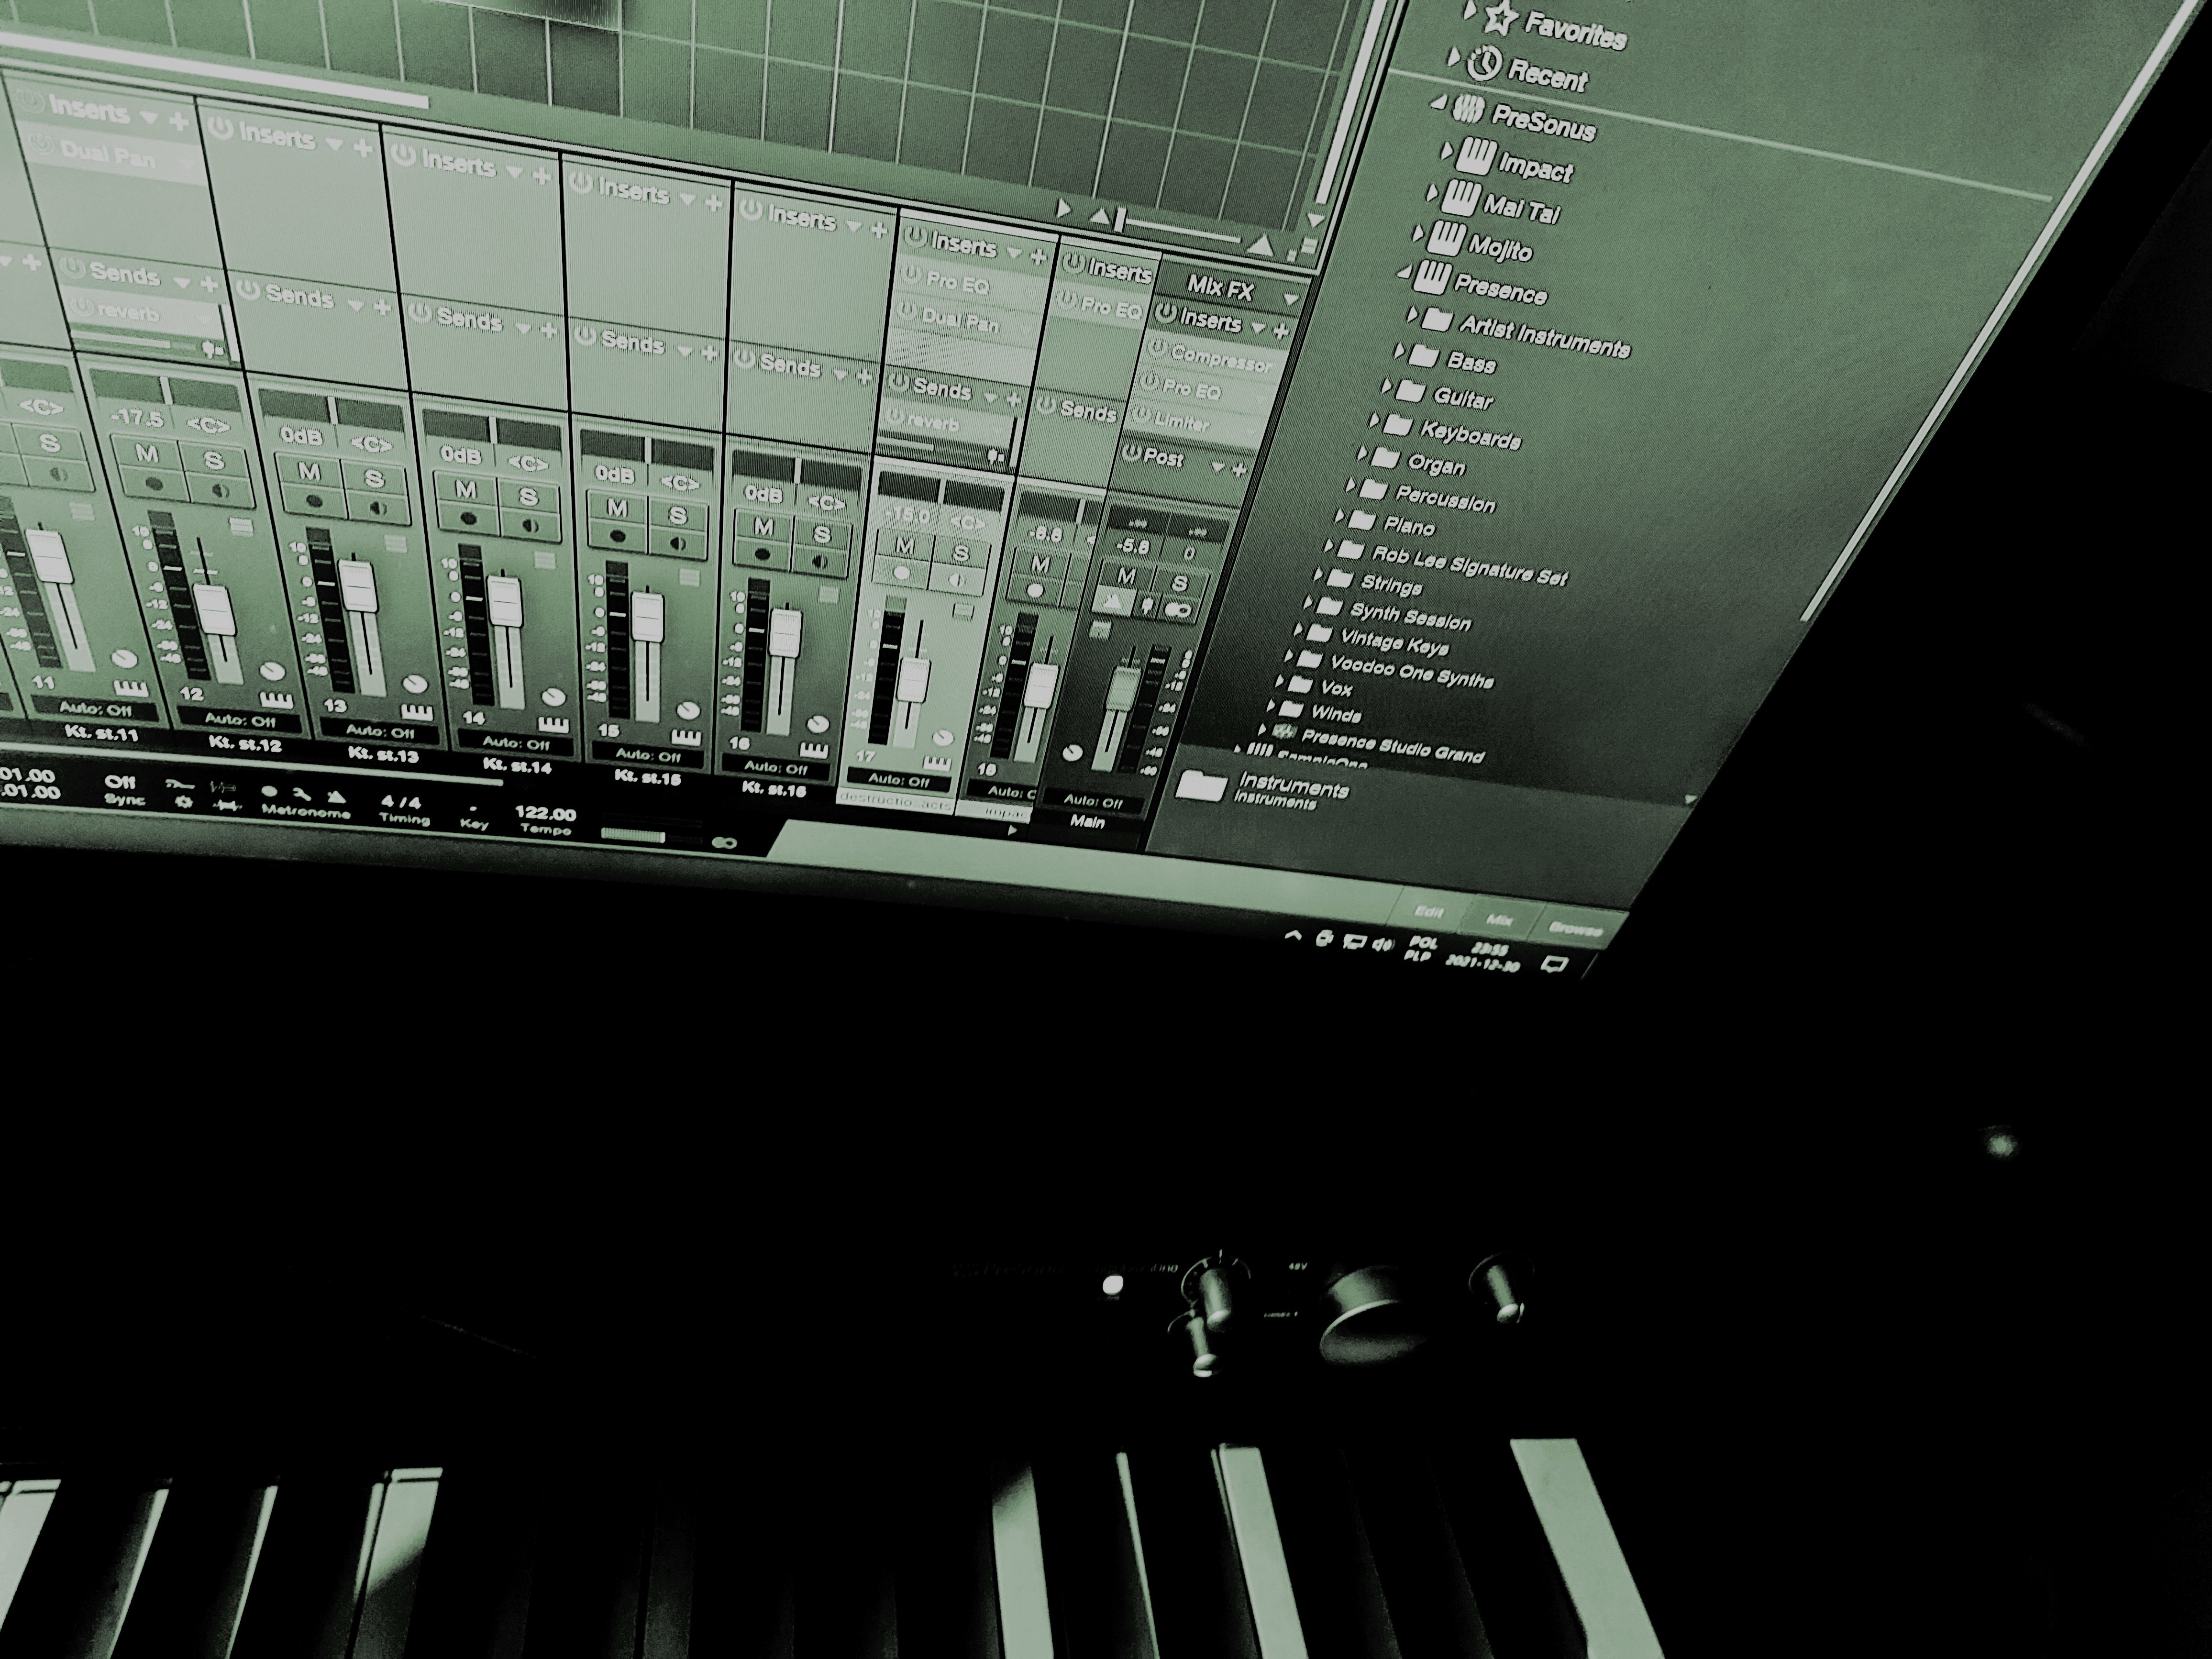 Favorites
Recent
PreSonus
Impact
Mai Tai
Mojito
Presence
Artist Instruments
Bass
Guitar
Keyboards
Organ
Percussion
Piano
Rob Lee Signature Set
Strings
Synth Session
Vintage Keys
Voodoo One Synths
Vox
Winds
Presence Studio Grand
SampleOne
Instruments
Instruments
Inserts
Dual Pan
Sends
reverb
Inserts
Sends
Inserts
Sends
Inserts
Sends
Inserts
Sends
Inserts
Pro EQ
Dual Pan
Sends
reverb
Inserts
Pro EQ
Sends
Mix FX
Inserts
Compressor
Pro EQ
Limiter
Post
<C>
S
11
Auto: Off
Kt. st.11
-17.5 <C>
M S
12
Auto: Off
Kt. st.12
0dB <C>
M S
13
Auto: Off
Kt. st.13
0dB <C>
M S
14
Auto: Off
Kt. st.14
0dB <C>
M S
15
Auto: Off
Kt. st.15
0dB <C>
M S
16
Auto: Off
Kt. st.16
-15.0 <C>
M S
17
Auto: Off
M
18
-5.8 0
M S
Auto: Off
Main
01.00
01.00
Off
Sync
Metronome
4 / 4
Timing
-
Key
122.00
Tempo
Edit Mix Browse
POL
PLP
23:55
2021-12-30
48V